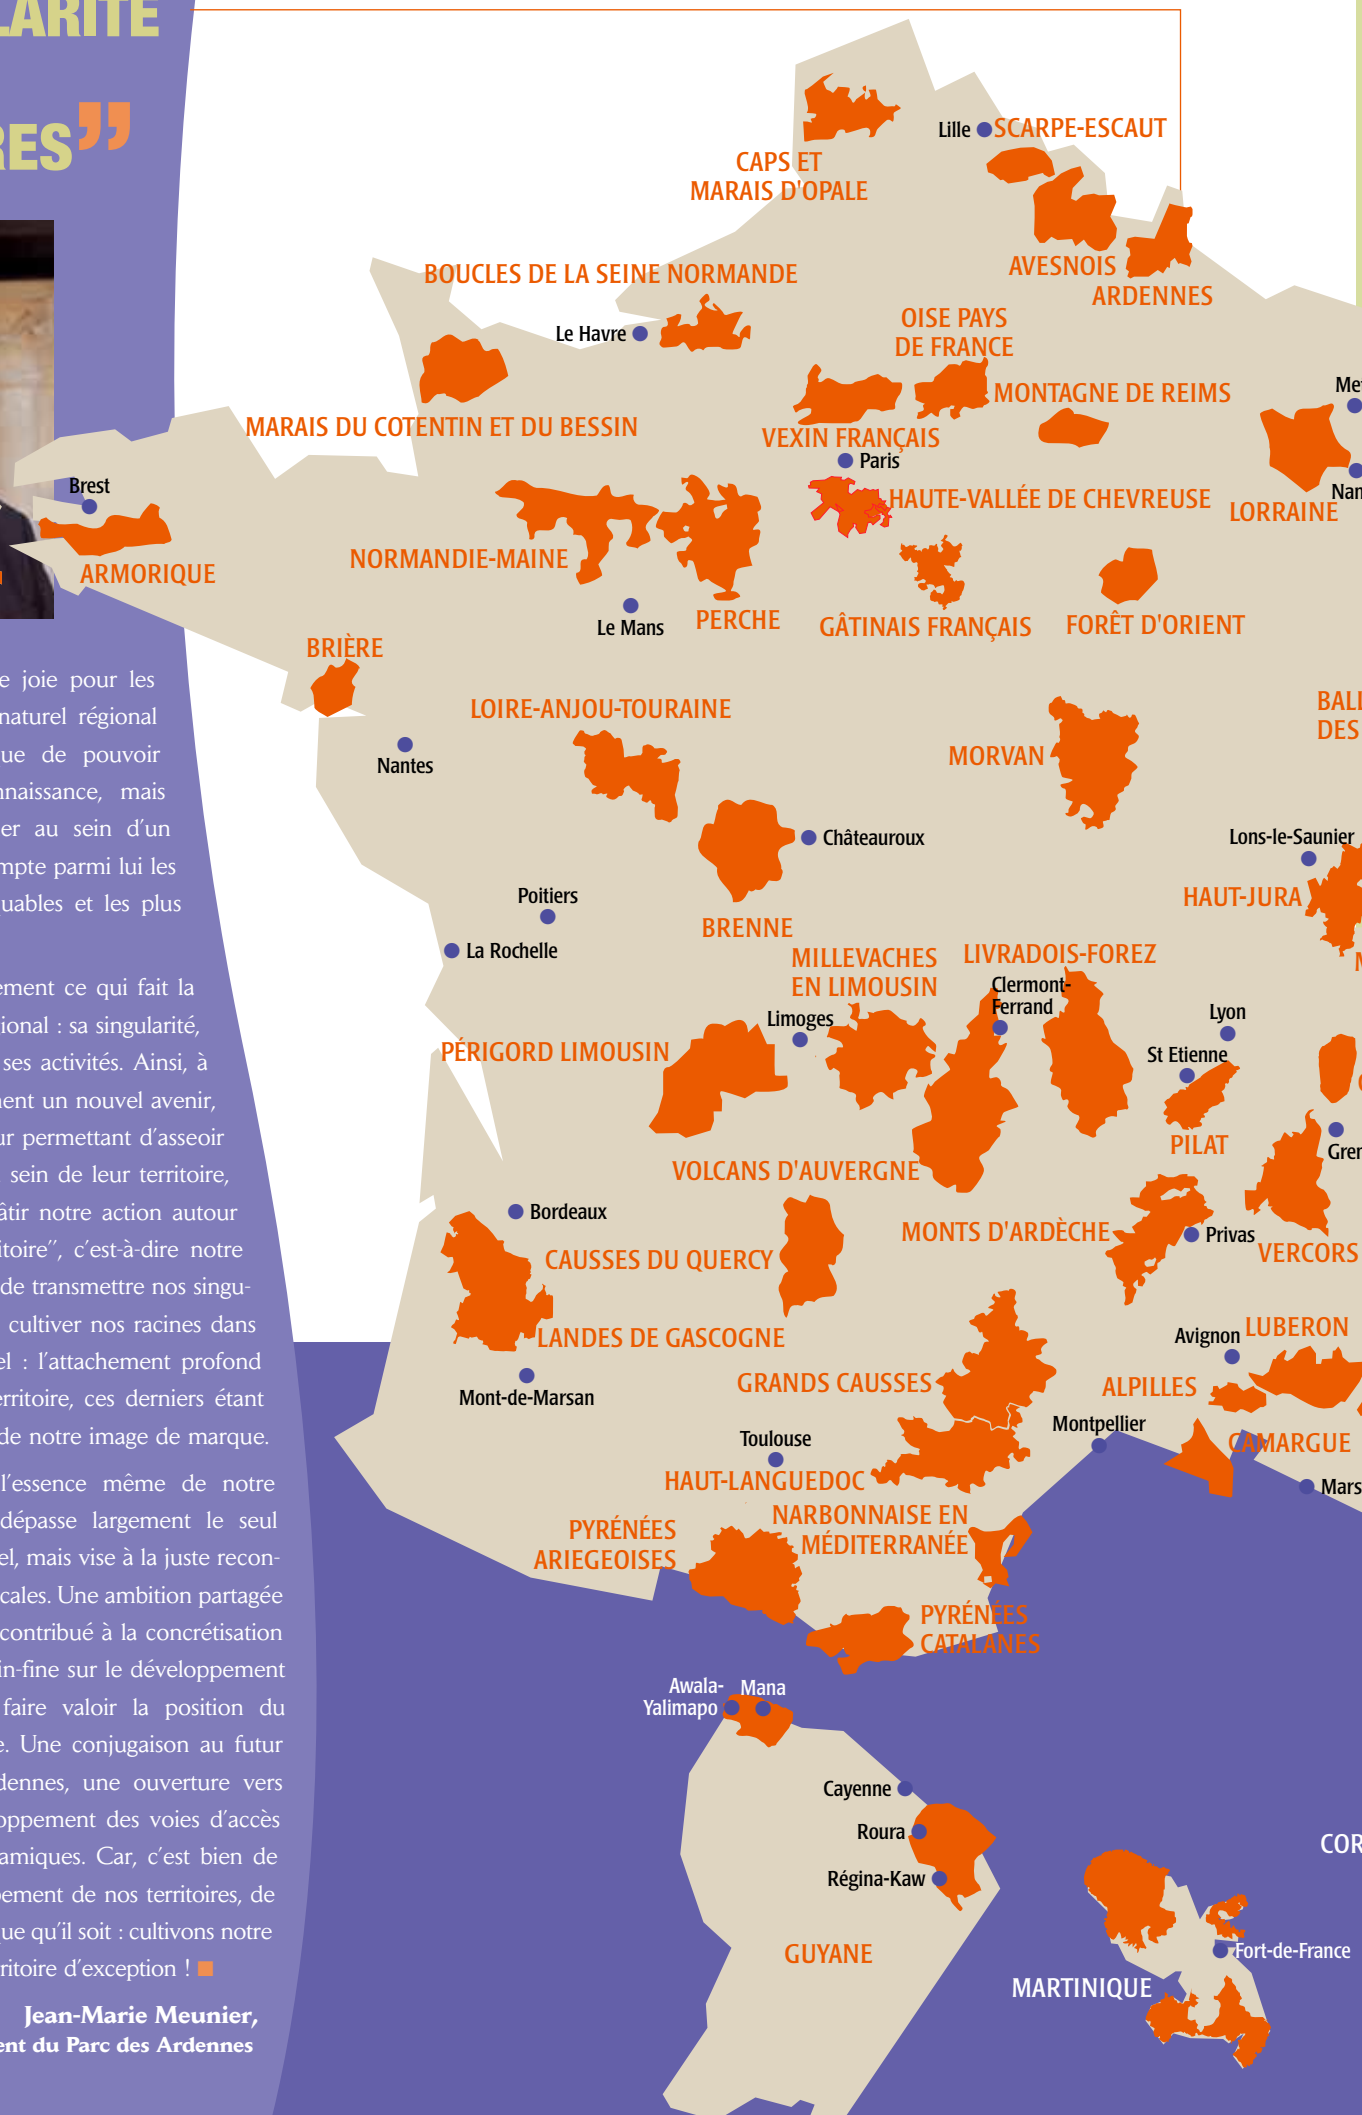 LARITÉ
RES”
e joie pour les
naturel régional
que de pouvoir
nnaissance, mais
er au sein d’un
mpte parmi lui les
uables et les plus
ement ce qui fait la
ional : sa singularité,
ses activités. Ainsi, à
nent un nouvel avenir,
ur permettant d’asseoir
sein de leur territoire,
âtir notre action autour
itoire”, c’est-à-dire notre
de transmettre nos singu-
cultiver nos racines dans
el : l’attachement profond
erritoire, ces derniers étant
de notre image de marque.
l’essence même de notre
dépasse largement le seul
el, mais vise à la juste recon-
cales. Une ambition partagée
contribué à la concrétisation
in-fine sur le développement
faire valoir la position du
e. Une conjugaison au futur
dennes, une ouverture vers
oppement des voies d’accès
amiques. Car, c’est bien de
pement de nos territoires, de
que qu’il soit : cultivons notre
ritoire d’exception !
Jean-Marie Meunier,
ent du Parc des Ardennes
Lille
SCARPE-ESCAUT
CAPS ET
MARAIS D'OPALE
AVESNOIS
ARDENNES
BOUCLES DE LA SEINE NORMANDE
Le Havre
OISE PAYS
DE FRANCE
MONTAGNE DE REIMS
Me
MARAIS DU COTENTIN ET DU BESSIN
VEXIN FRANÇAIS
Paris
Brest
HAUTE-VALLÉE DE CHEVREUSE
Nan
LORRAINE
ARMORIQUE
NORMANDIE-MAINE
Le Mans
PERCHE
GÂTINAIS FRANÇAIS
FORÊT D'ORIENT
BRIÈRE
LOIRE-ANJOU-TOURAINE
BALL
DES
Nantes
MORVAN
Châteauroux
Lons-le-Saunier
Poitiers
HAUT-JURA
La Rochelle
BRENNE
MILLEVACHES
EN LIMOUSIN
LIVRADOIS-FOREZ
Clermont-
Ferrand
Limoges
Lyon
PÉRIGORD LIMOUSIN
St Etienne
PILAT
Gren
VOLCANS D'AUVERGNE
Bordeaux
MONTS D'ARDÈCHE
Privas
CAUSSES DU QUERCY
VERCORS
LANDES DE GASCOGNE
Avignon
LUBERON
Mont-de-Marsan
GRANDS CAUSSES
ALPILLES
Montpellier
Toulouse
CAMARGUE
HAUT-LANGUEDOC
Mars
PYRÉNÉES
ARIEGEOISES
NARBONNAISE EN
MÉDITERRANÉE
PYRÉNÉES
CATALANES
Awala-
Yalimapo
Mana
Cayenne
Roura
COR
Régina-Kaw
GUYANE
Fort-de-France
MARTINIQUE